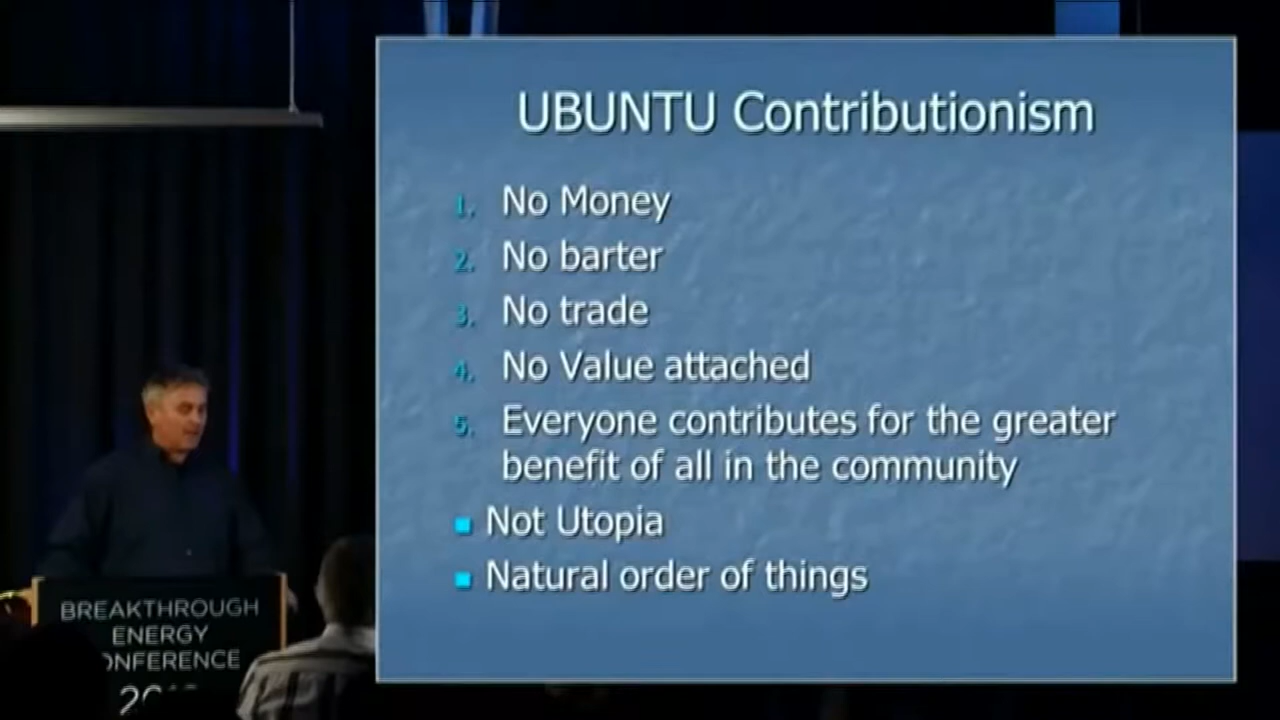 UBUNTU Contributionism
1. No Money
2. No barter
3. No trade
4. No Value attached
5. Everyone contributes for the greater
benefit of all in the community
Not Utopia
Natural order of things
BREAKTHROUGH
ENERGY
ONFERENCE